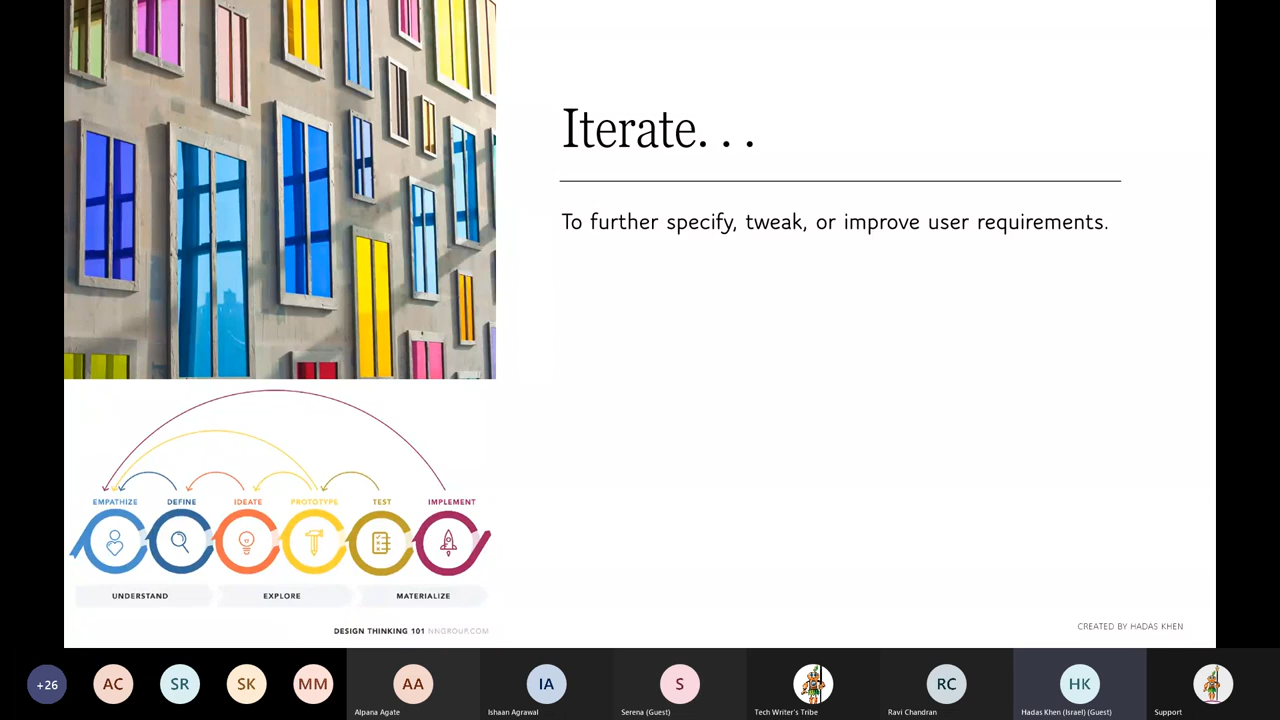 Iterate. . .
To further specify, tweak, or improve user requirements.
EMPATHIZE DEFINE IDEATE PROTOTYPE TEST IMPLEMENT
UNDERSTAND EXPLORE MATERIALIZE
DESIGN THINKING 101 NNGROUP.COM
CREATED BY HADAS KHEN
+26 AC SR SK MM AA IA S RC HK
Alpana Agate Ishaan Agrawal Serena (Guest) Tech Writer's Tribe Ravi Chandran Hadas Khen (Israel) (Guest) Support